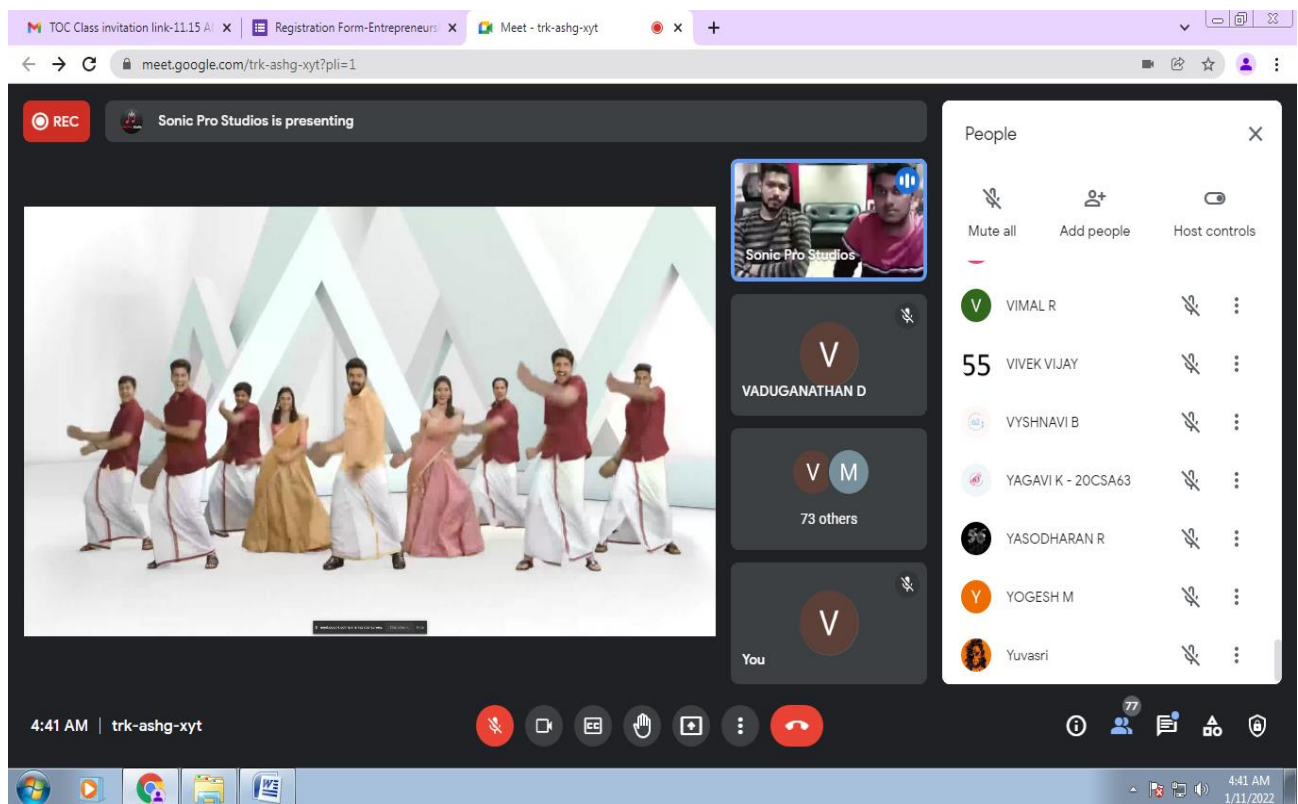 TOC Class invitation link-11.15 A
Registration Form-Entrepreneurs
Meet - trk-ashg-xyt
meet.google.com/trk-ashg-xyt?pli=1
REC
Sonic Pro Studios is presenting
Sonic Pro Studios
VADUGANATHAN D
V
V M
73 others
V
You
People
Mute all
Add people
Host controls
V VIMAL R
55 VIVEK VIJAY
VYSHNAVI B
YAGAVI K - 20CSA63
56 YASODHARAN R
Y YOGESH M
Yuvasri
4:41 AM | trk-ashg-xyt
CC
77
4:41 AM
1/11/2022